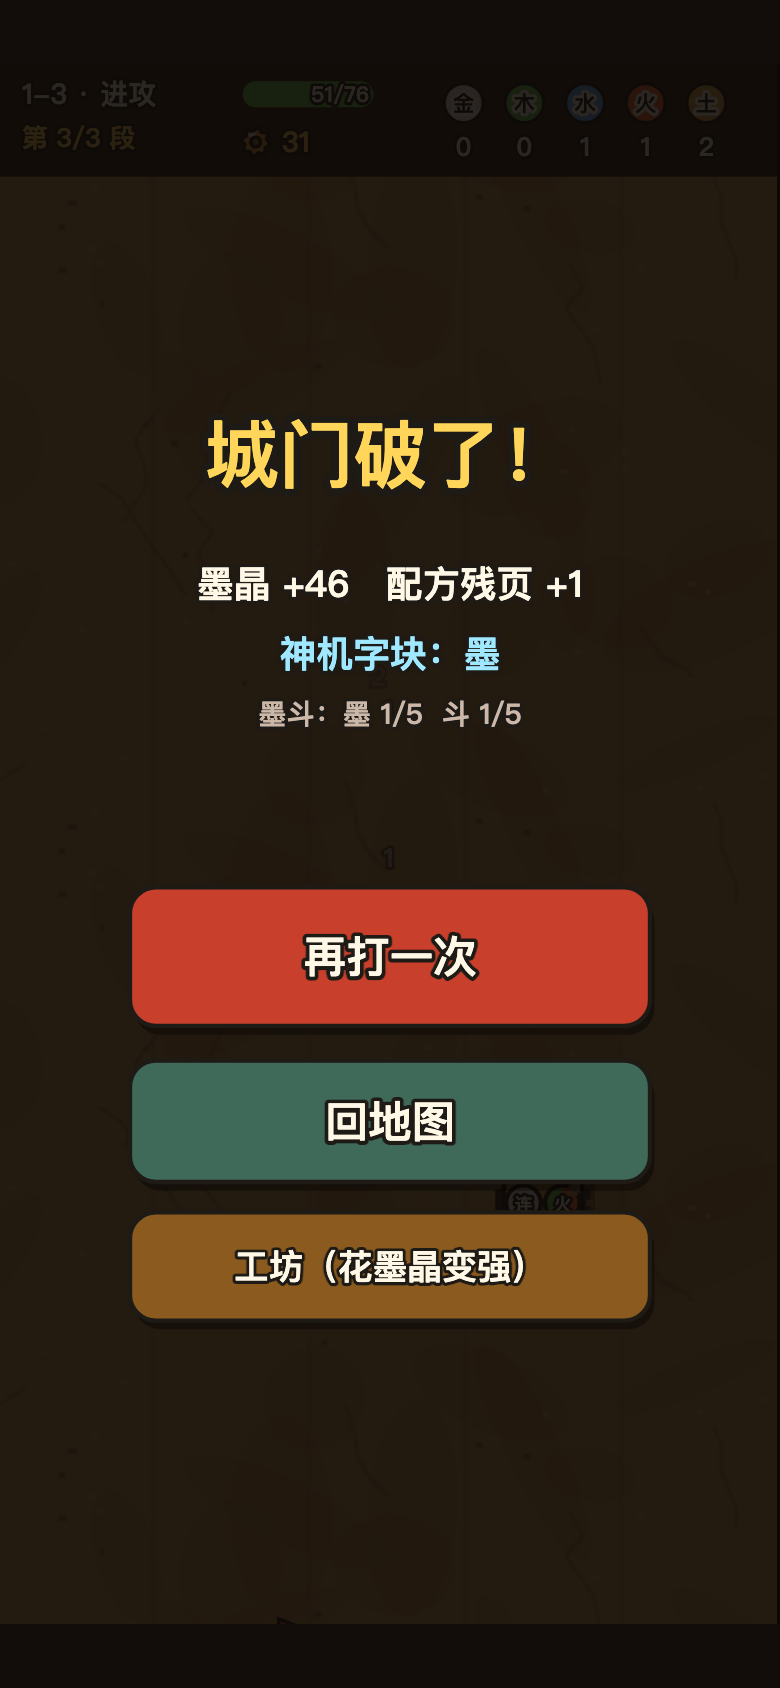 1-3 · 进攻
51/76
金 木 水 火 土
第 3/3 段
31
0 0 1 1 2
城门破了！
墨晶 +46 配方残页 +1
神机字块：墨
2
墨斗：墨 1/5 斗 1/5
1
再打一次
回地图
连 火
工坊（花墨晶变强）